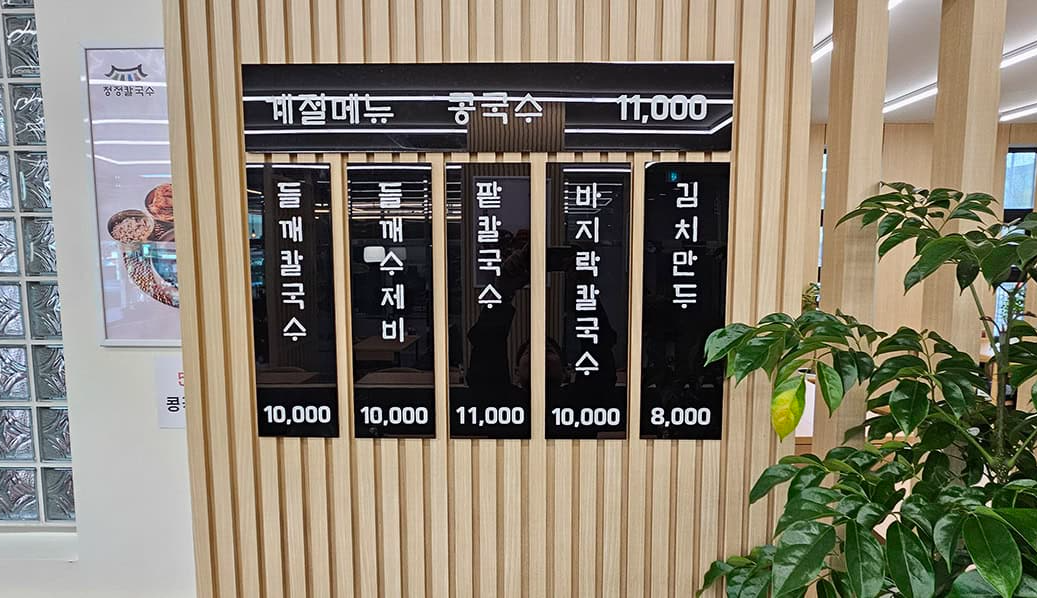 정정칼국수
계절메뉴 콩국수 11,000
들깨칼국수 10,000
들깨수제비 10,000
팥칼국수 11,000
바지락칼국수 10,000
김치만두 8,000